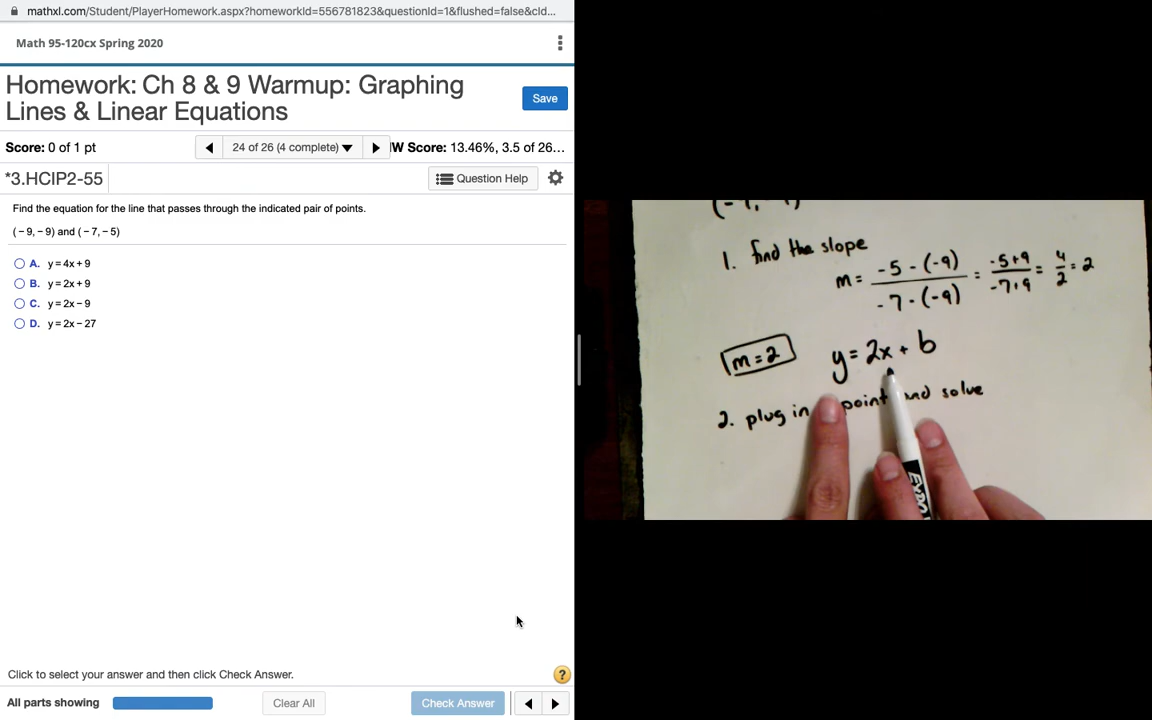 mathxl.com/Student/PlayerHomework.aspx?homeworkId=556781823&questionId=1&flushed=false&cId...
Math 95-120cx Spring 2020
Homework: Ch 8 & 9 Warmup: Graphing
Lines & Linear Equations
Save
Score: 0 of 1 pt
24 of 26 (4 complete)
W Score: 13.46%, 3.5 of 26...
*3.HCIP2-55
Question Help
Find the equation for the line that passes through the indicated pair of points.
(-9,-9) and (-7,-5)
A. y=4x+9
B. y=2x+9
C. y=2x-9
D. y=2x-27
Click to select your answer and then click Check Answer.
?
All parts showing
Clear All
Check Answer
1. find the slope
m = -5-(-9) / -7-(-9) = -5+9 / -7+9 = 4/2 = 2
m=2
y=2x+b
2. plug in point and solve
EXPO